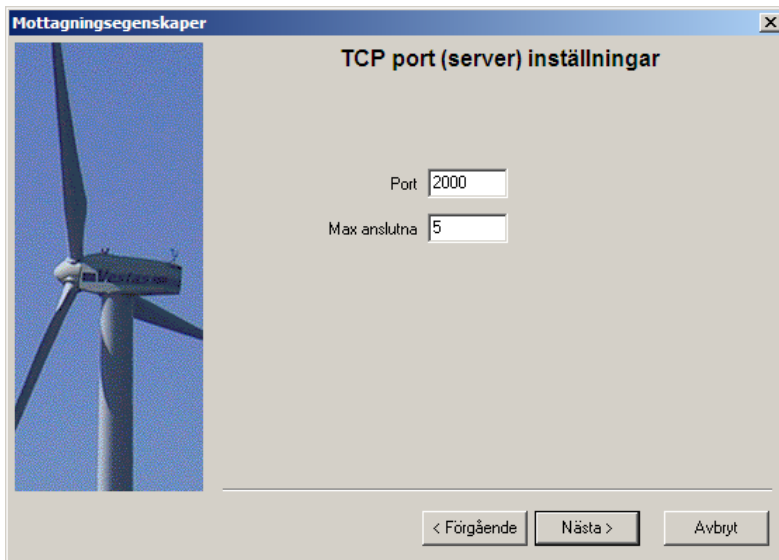 Mottagningsegenskaper
TCP port (server) inställningar
Port 2000
Max anslutna 5
Vestas
< Förgående
Nästa >
Avbryt